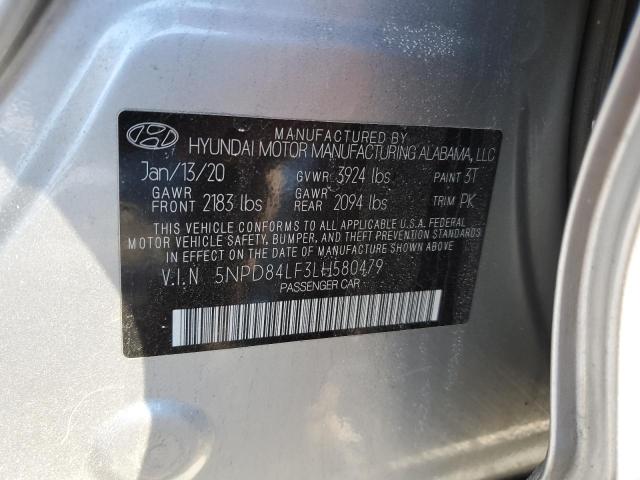 MANUFACTURED BY
HYUNDAI MOTOR MANUFACTURING ALABAMA, LLC
Jan/13/20 GVWR 3924 lbs PAINT 3T
GAWR FRONT 2183 lbs GAWR REAR 2094 lbs TRIM PK
THIS VEHICLE CONFORMS TO ALL APPLICABLE U.S.A. FEDERAL
MOTOR VEHICLE SAFETY, BUMPER, AND THEFT PREVENTION STANDARDS
IN EFFECT ON THE DATE OF MANUFACTURE SHOWN ABOVE.
V.I.N 5NPD84LF3LH580479
PASSENGER CAR